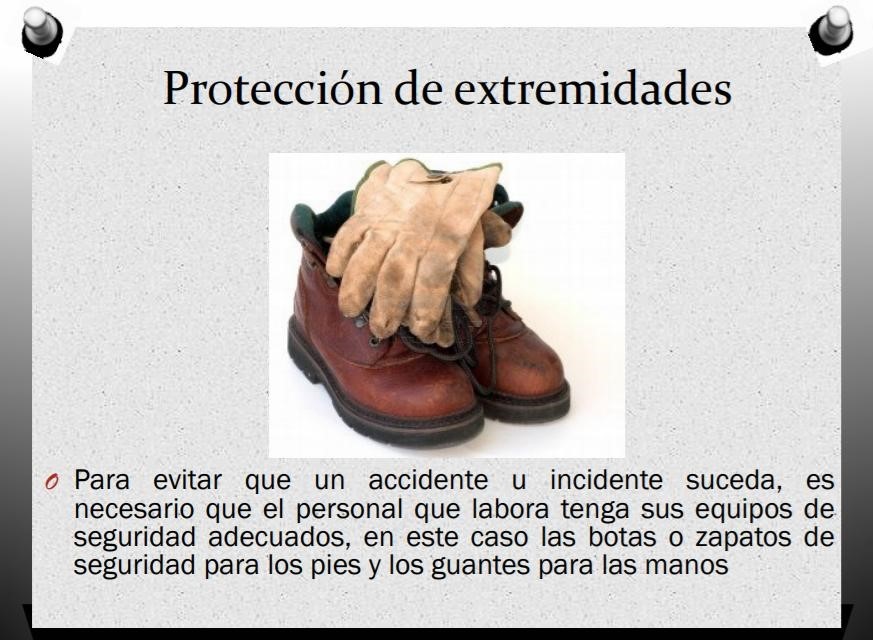 Protección de extremidades
Para evitar que un accidente u incidente suceda, es
necesario que el personal que labora tenga sus equipos de
seguridad adecuados, en este caso las botas o zapatos de
seguridad para los pies y los guantes para las manos